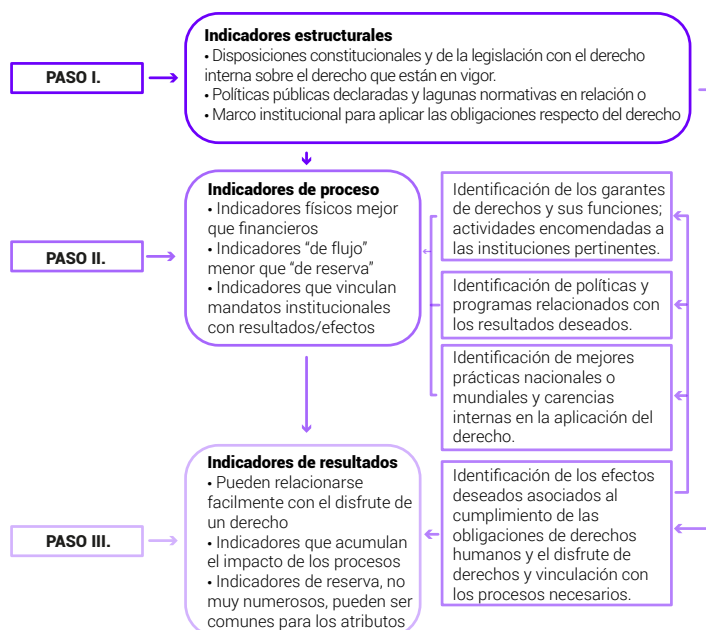 PASO I.
Indicadores estructurales
• Disposiciones constitucionales y de la legislación con el derecho
interna sobre el derecho que están en vigor.
• Políticas públicas declaradas y lagunas normativas en relación o
• Marco institucional para aplicar las obligaciones respecto del derecho
PASO II.
Indicadores de proceso
• Indicadores físicos mejor
que financieros
• Indicadores “de flujo”
menor que “de reserva”
• Indicadores que vinculan
mandatos institucionales
con resultados/efectos
Identificación de los garantes
de derechos y sus funciones;
actividades encomendadas a
las instituciones pertinentes.
Identificación de políticas y
programas relacionados con
los resultados deseados.
Identificación de mejores
prácticas nacionales o
mundiales y carencias
internas en la aplicación del
derecho.
PASO III.
Indicadores de resultados
• Pueden relacionarse
facilmente con el disfrute de
un derecho
• Indicadores que acumulan
el impacto de los procesos
• Indicadores de reserva, no
muy numerosos, pueden ser
comunes para los atributos
Identificación de los efectos
deseados asociados al
cumplimiento de las
obligaciones de derechos
humanos y el disfrute de
derechos y vinculación con
los procesos necesarios.